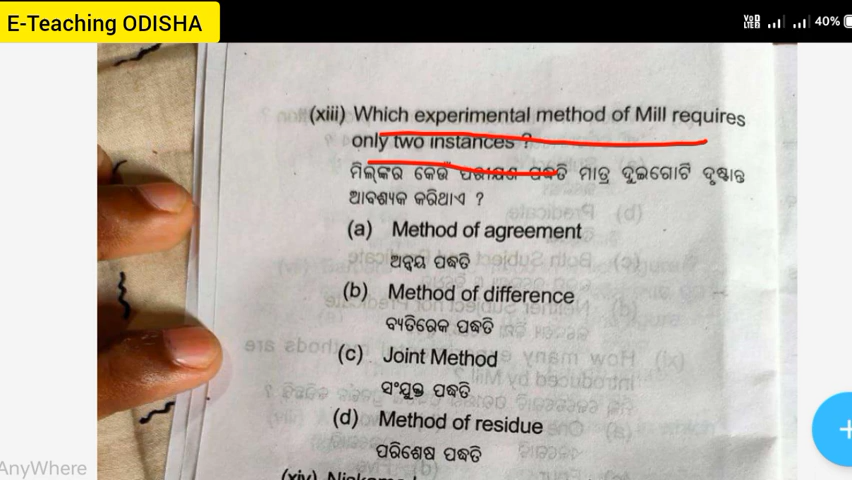 E-Teaching ODISHA
40%
(xiii) Which experimental method of Mill requires
only two instances ?
ମିଲ୍‌ଙ୍କର କେଉଁ ପରୀକ୍ଷଣ ପଦ୍ଧତି ମାତ୍ର ଦୁଇଗୋଟି ଦୃଷ୍ଟାନ୍ତ
ଆବଶ୍ୟକ କରିଥାଏ ?
(a) Method of agreement
ଅନ୍ୱୟ ପଦ୍ଧତି
(b) Method of difference
ବ୍ୟତିରେକ ପଦ୍ଧତି
(c) Joint Method
ସଂଯୁକ୍ତ ପଦ୍ଧତି
(d) Method of residue
ପରିଶେଷ ପଦ୍ଧତି
AnyWhere